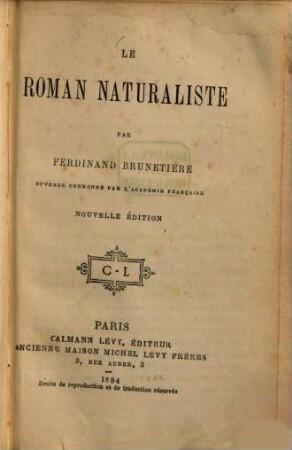 LE
ROMAN NATURALISTE
PAR
FERDINAND BRUNETIÈRE
OUVRAGE COURONNÉ PAR L'ACADÉMIE FRANÇAISE
NOUVELLE ÉDITION
C-L
PARIS
CALMANN LÉVY, ÉDITEUR
ANCIENNE MAISON MICHEL LÉVY FRÈRES
3, RUE AUBER, 3
1884
Droits de reproduction et de traduction réservés